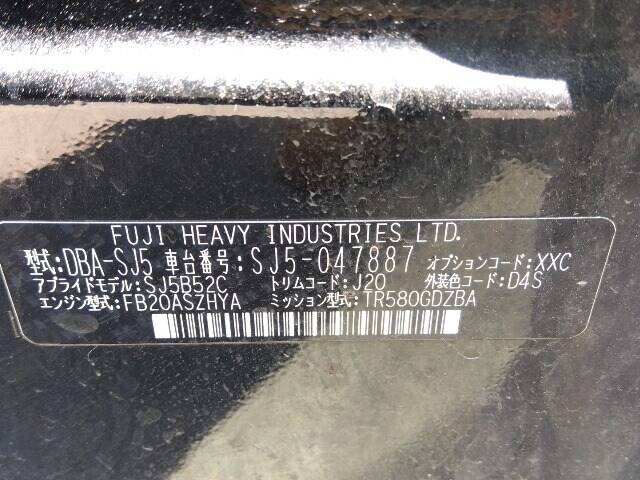 FUJI HEAVY INDUSTRIES LTD.
型式:DBA-SJ5 車台番号:SJ5-047887 オプションコード:XXC
アプライドモデル:SJ5B52C トリムコード:J20 外装色コード:D4S
エンジン型式:FB20ASZHYA ミッション型式:TR580GDZBA